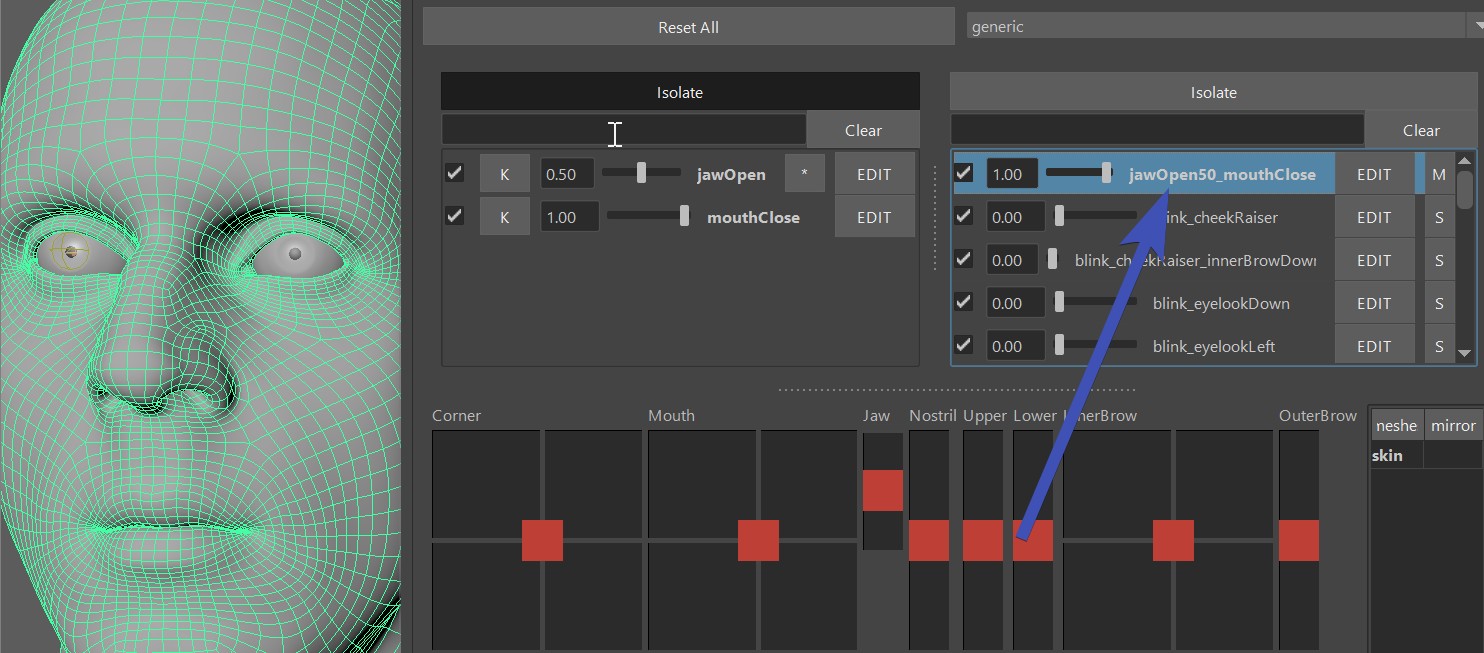 Reset All
generic
Isolate
Clear
K 0.50 jawOpen * EDIT
K 1.00 mouthClose EDIT
Isolate
Clear
1.00 jawOpen50_mouthClose EDIT M
0.00 ink_cheekRaiser EDIT S
0.00 blink_cheekRaiser_innerBrowDown EDIT S
0.00 blink_eyelookDown EDIT S
0.00 blink_eyelookLeft EDIT S
Corner Mouth Jaw Nostril Upper Lower InnerBrow OuterBrow
neshe mirror
skin